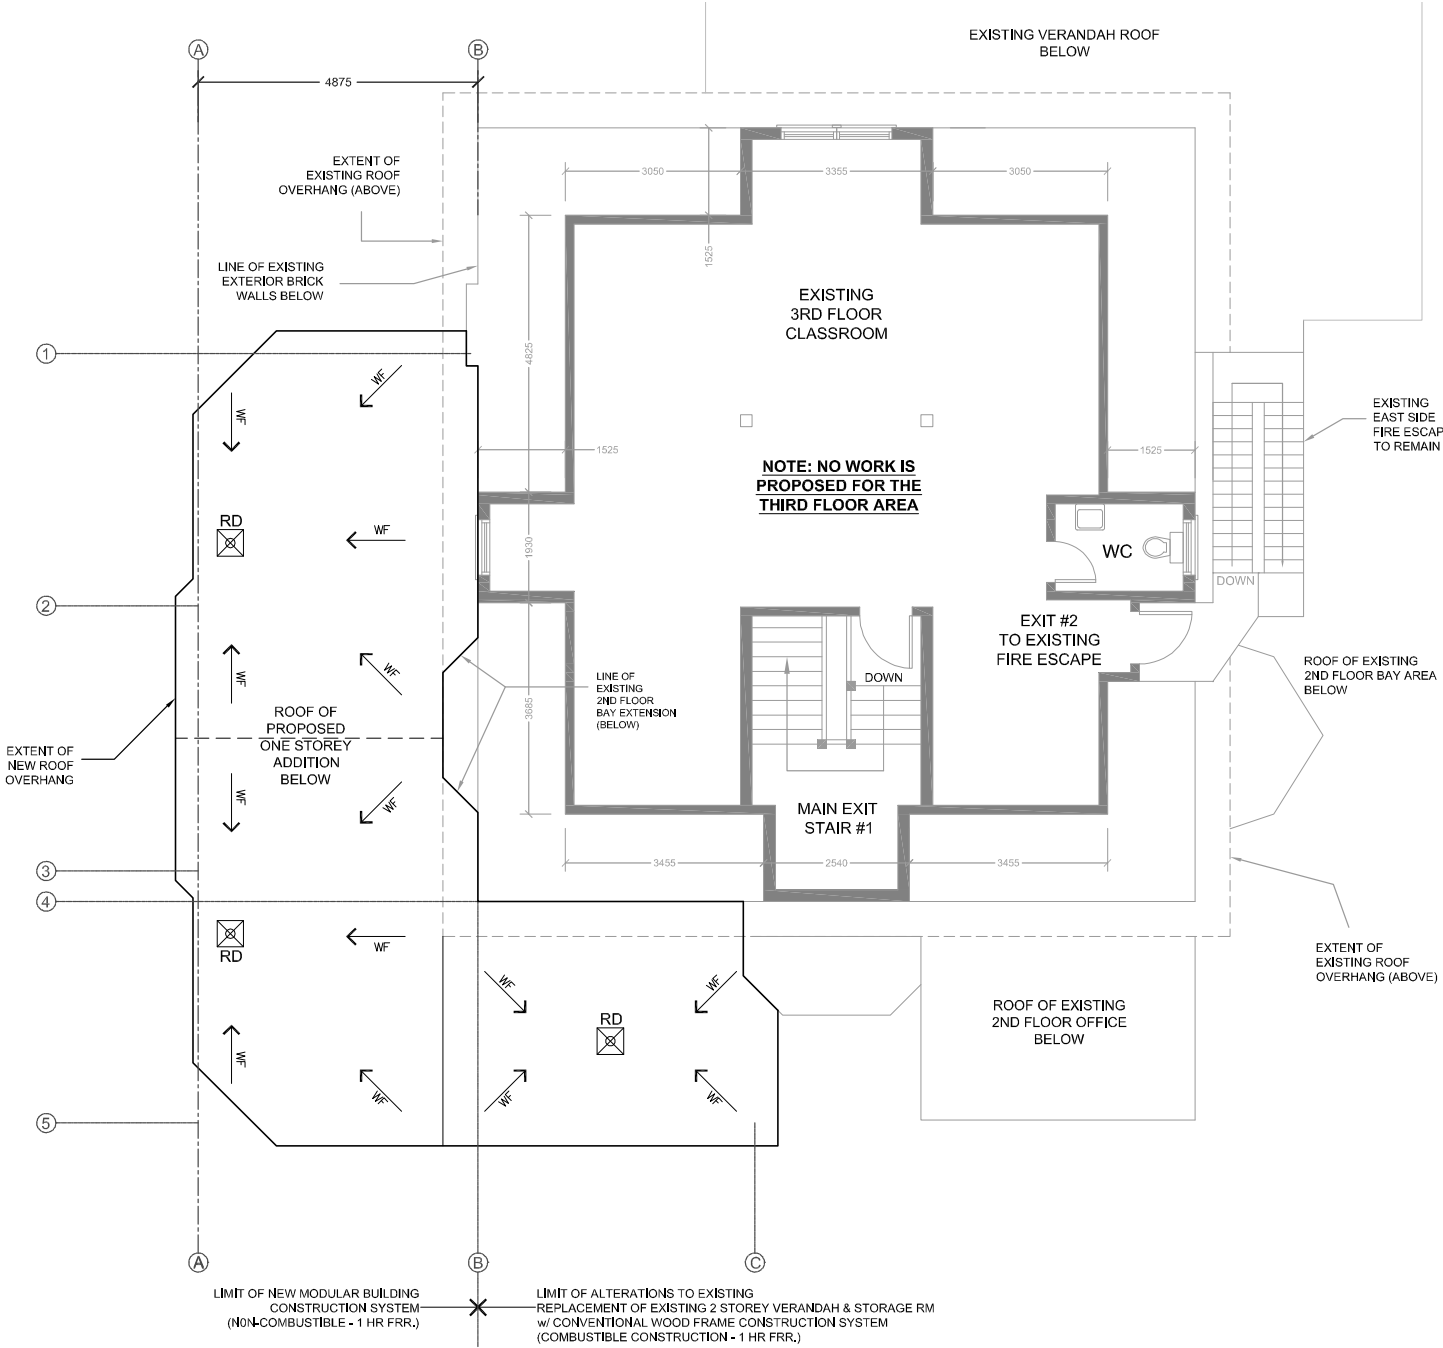 EXISTING VERANDAH ROOF
BELOW
A
B
4875
EXTENT OF
EXISTING ROOF
OVERHANG (ABOVE)
3050
3355
3050
1525
LINE OF EXISTING
EXTERIOR BRICK
WALLS BELOW
EXISTING
3RD FLOOR
CLASSROOM
1
4825
WF
WF
EXISTING
EAST SIDE
FIRE ESCAP
TO REMAIN
1525
1525
NOTE: NO WORK IS
PROPOSED FOR THE
THIRD FLOOR AREA
RD
WF
1930
WC
DOWN
2
EXIT #2
TO EXISTING
FIRE ESCAPE
WF
WF
LINE OF
EXISTING
2ND FLOOR
BAY EXTENSION
(BELOW)
3685
DOWN
ROOF OF EXISTING
2ND FLOOR BAY AREA
BELOW
ROOF OF
PROPOSED
ONE STOREY
ADDITION
BELOW
EXTENT OF
NEW ROOF
OVERHANG
WF
WF
MAIN EXIT
STAIR #1
3
3455
2540
3455
4
RD
WF
EXTENT OF
EXISTING ROOF
OVERHANG (ABOVE)
WF
WF
RD
ROOF OF EXISTING
2ND FLOOR OFFICE
BELOW
WF
WF
WF
WF
5
A
B
C
LIMIT OF NEW MODULAR BUILDING
CONSTRUCTION SYSTEM
(NON-COMBUSTIBLE - 1 HR FRR.)
LIMIT OF ALTERATIONS TO EXISTING
REPLACEMENT OF EXISTING 2 STOREY VERANDAH & STORAGE RM
w/ CONVENTIONAL WOOD FRAME CONSTRUCTION SYSTEM
(COMBUSTIBLE CONSTRUCTION - 1 HR FRR.)